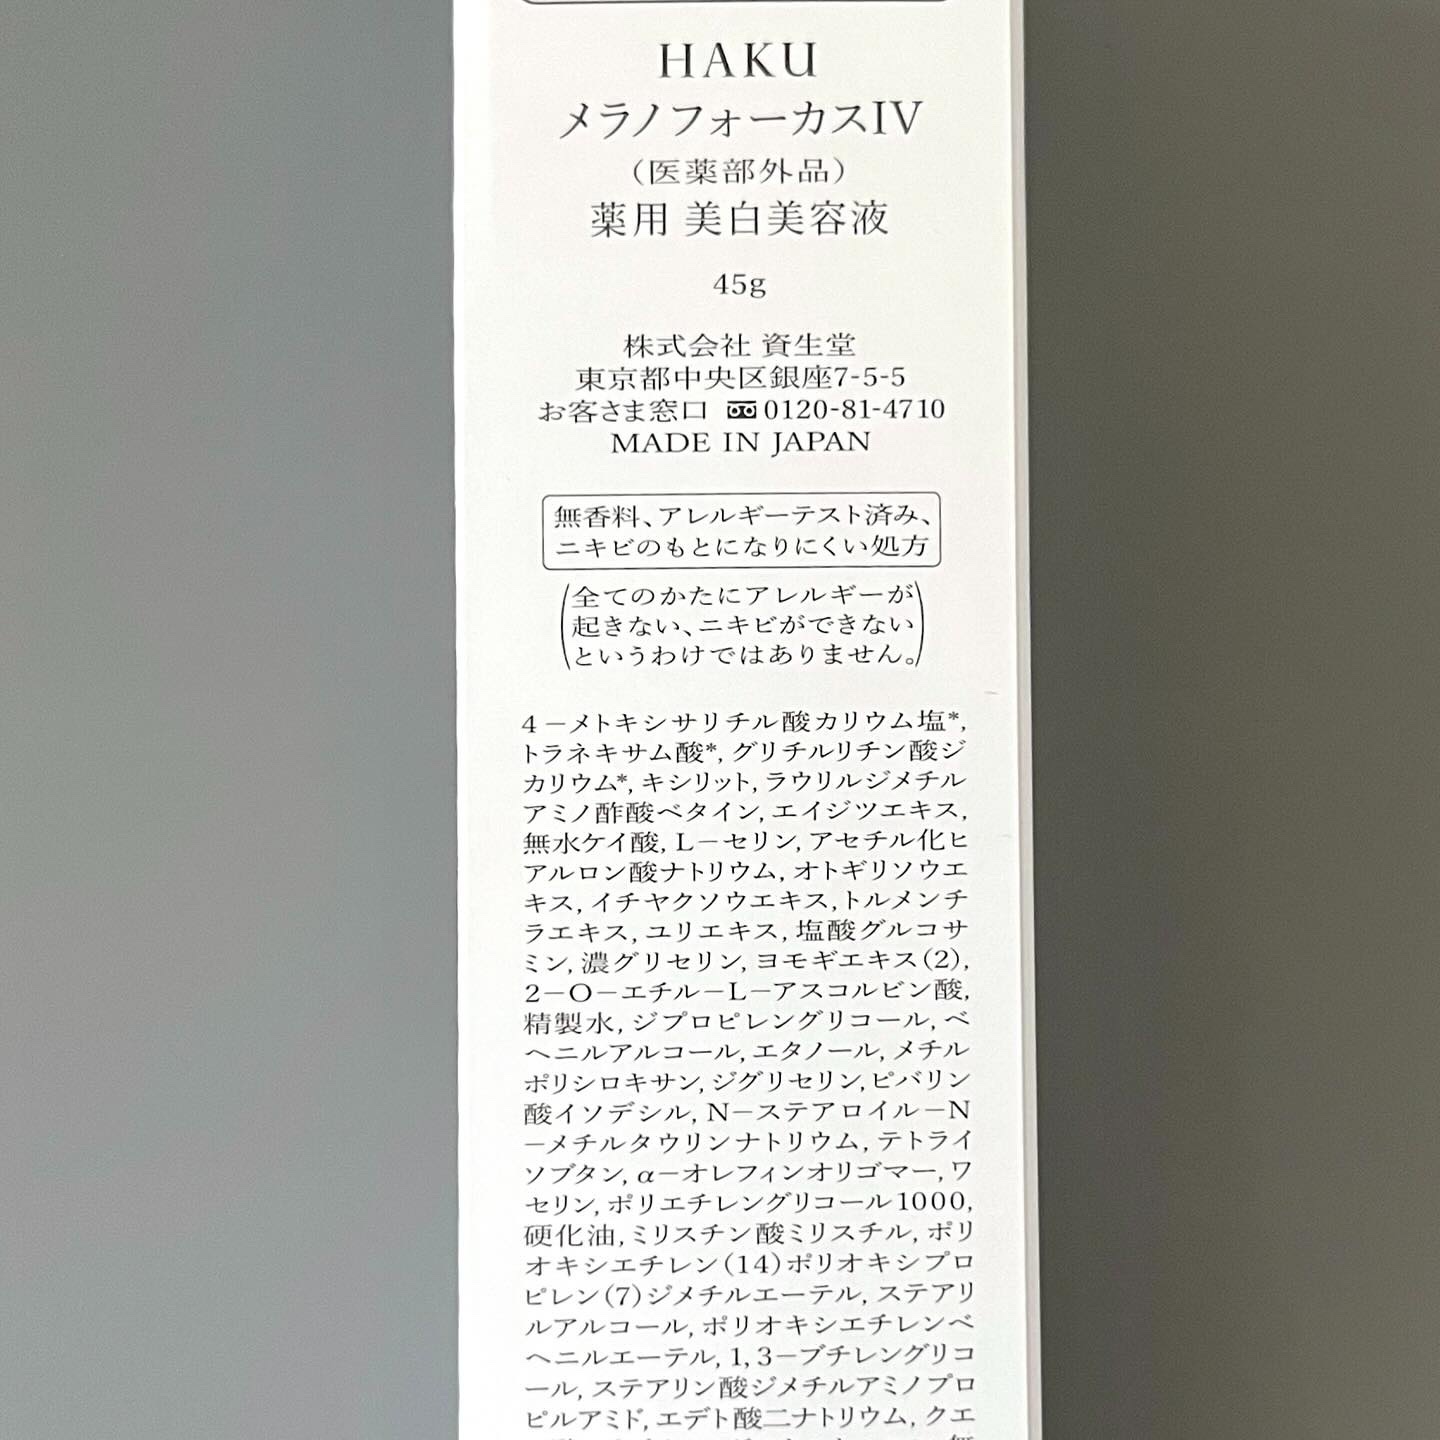 HAKU
メラノフォーカスIV
（医薬部外品）
薬用 美白美容液
45g
株式会社 資生堂
東京都中央区銀座7-5-5
お客さま窓口 0120-81-4710
MADE IN JAPAN
無香料、アレルギーテスト済み、
ニキビのもとになりにくい処方
(全てのかたにアレルギーが
起きない、ニキビができない
というわけではありません。)
4－メトキシサリチル酸カリウム塩*,
トラネキサム酸*, グリチルリチン酸ジ
カリウム*, キシリット, ラウリルジメチル
アミノ酢酸ベタイン, エイジツエキス,
無水ケイ酸, L－セリン, アセチル化ヒ
アルロン酸ナトリウム, オトギリソウエ
キス, イチヤクソウエキス, トルメンチ
ラエキス, ユリエキス, 塩酸グルコサ
ミン, 濃グリセリン, ヨモギエキス(2),
2－O－エチル－L－アスコルビン酸,
精製水, ジプロピレングリコール, ベ
ヘニルアルコール, エタノール, メチル
ポリシロキサン, ジグリセリン, ピバリン
酸イソデシル, N－ステアロイル－N
－メチルタウリンナトリウム, テトライ
ソブタン, α－オレフィンオリゴマー, ワ
セリン, ポリエチレングリコール1000,
硬化油, ミリスチン酸ミリスチル, ポリ
オキシエチレン(14)ポリオキシプロ
ピレン(7)ジメチルエーテル, ステアリ
ルアルコール, ポリオキシエチレンベ
ヘニルエーテル, 1, 3－ブチレングリコ
ール, ステアリン酸ジメチルアミノプロ
ピルアミド, エデト酸二ナトリウム, クエ